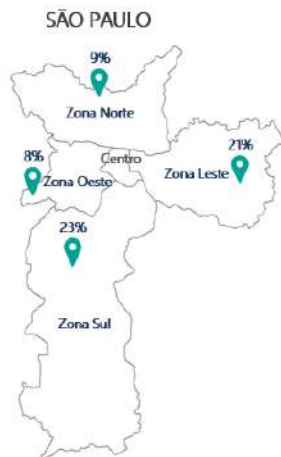 SÃO PAULO
9%
Zona Norte
8%
Centro
21%
Zona Oeste
Zona Leste
23%
Zona Sul